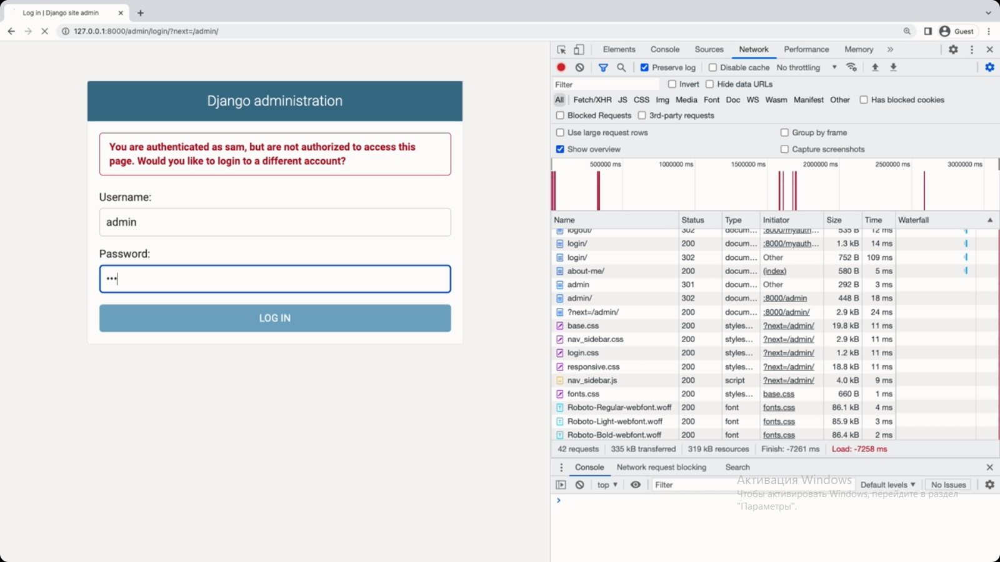 Log in | Django site admin
127.0.0.1:8000/admin/login/?next=/admin/
Guest
Django administration
You are authenticated as sam, but are not authorized to access this
page. Would you like to login to a different account?
Username:
admin
Password:
•••
LOG IN
Elements Console Sources Network Performance Memory
Preserve log Disable cache No throttling
Filter Invert Hide data URLs
All Fetch/XHR JS CSS Img Media Font Doc WS Wasm Manifest Other Has blocked cookies
Blocked Requests 3rd-party requests
Use large request rows Group by frame
Show overview Capture screenshots
500000 ms 1000000 ms 1500000 ms 2000000 ms 2500000 ms 3000000 ms
Name Status Type Initiator Size Time Waterfall
logout/ 302 docum... :8000/myauth... 535 B 12 ms
login/ 200 docum... :8000/myauth... 1.3 kB 14 ms
login/ 302 docum... Other 752 B 109 ms
about-me/ 200 docum... (index) 580 B 5 ms
admin 301 docum... Other 292 B 3 ms
admin/ 302 docum... :8000/admin 448 B 18 ms
?next=/admin/ 200 docum... :8000/admin/ 2.9 kB 24 ms
base.css 200 styles... ?next=/admin/ 19.8 kB 11 ms
nav_sidebar.css 200 styles... ?next=/admin/ 2.9 kB 11 ms
login.css 200 styles... ?next=/admin/ 1.2 kB 11 ms
responsive.css 200 styles... ?next=/admin/ 18.8 kB 11 ms
nav_sidebar.js 200 script ?next=/admin/ 4.0 kB 9 ms
fonts.css 200 styles... base.css 660 B 1 ms
Roboto-Regular-webfont.woff 200 font fonts.css 86.1 kB 4 ms
Roboto-Light-webfont.woff 200 font fonts.css 85.9 kB 3 ms
Roboto-Bold-webfont.woff 200 font fonts.css 86.4 kB 2 ms
42 requests 335 kB transferred 319 kB resources Finish: -7261 ms Load: -7258 ms
Console Network request blocking Search
top Filter Default levels No Issues
Активация Windows
Чтобы активировать Windows, перейдите в раздел
"Параметры".